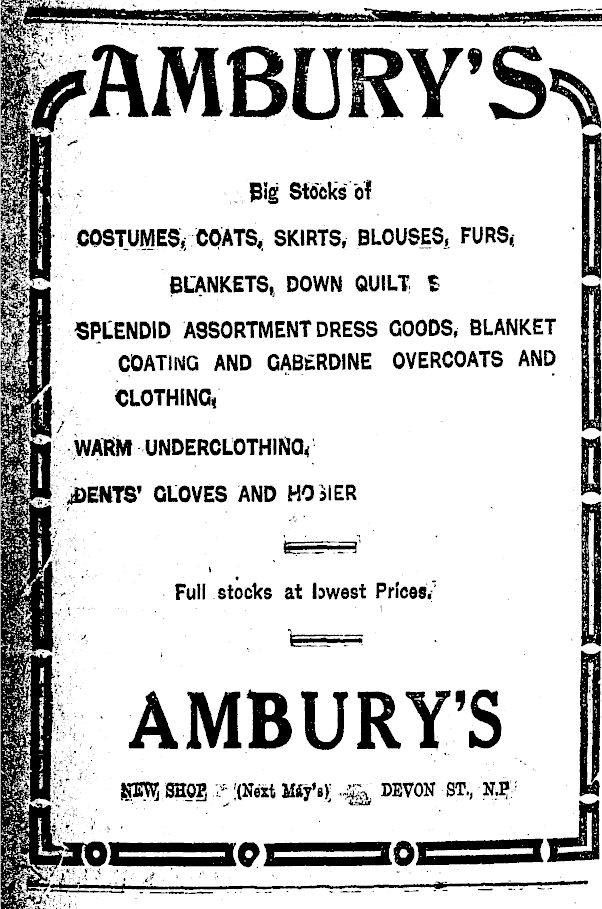 AMBURY'S
Big Stocks of
COSTUMES, COATS, SKIRTS, BLOUSES, FURS,
BLANKETS, DOWN QUILT S
SPLENDID ASSORTMENT DRESS GOODS, BLANKET
COATING AND GABERDINE OVERCOATS AND
CLOTHING,
WARM UNDERCLOTHING,
DENTS' GLOVES AND HOSIER
Full stocks at lowest Prices.
AMBURY'S
NEW SHOP (Next May's) DEVON ST., N.P